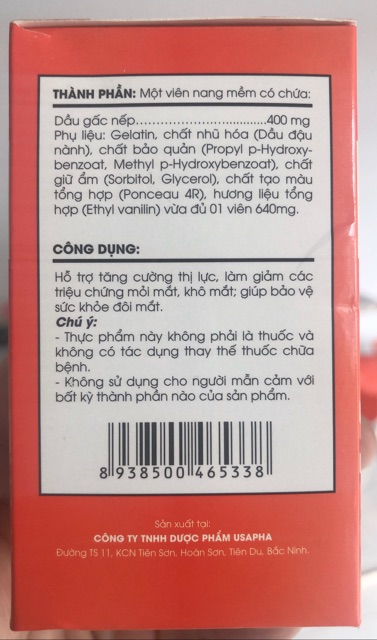 THÀNH PHẦN: Một viên nang mềm có chứa:
Dầu gấc nếp.................................400 mg
Phụ liệu: Gelatin, chất nhũ hóa (Dầu đậu
nành), chất bảo quản (Propyl p-Hydroxy-
benzoat, Methyl p-Hydroxybenzoat), chất
giữ ẩm (Sorbitol, Glycerol), chất tạo màu
tổng hợp (Ponceau 4R), hương liệu tổng
hợp (Ethyl vanilin) vừa đủ 01 viên 640mg.
CÔNG DỤNG:
Hỗ trợ tăng cường thị lực, làm giảm các
triệu chứng mỏi mắt, khô mắt; giúp bảo vệ
sức khỏe đôi mắt.
Chú ý:
- Thực phẩm này không phải là thuốc và
không có tác dụng thay thế thuốc chữa
bệnh.
- Không sử dụng cho người mẫn cảm với
bất kỳ thành phần nào của sản phẩm.
8 938500 465338
Sản xuất tại:
CÔNG TY TNHH DƯỢC PHẨM USAPHA
Đường TS 11, KCN Tiên Sơn, Hoàn Sơn, Tiên Du, Bắc Ninh.